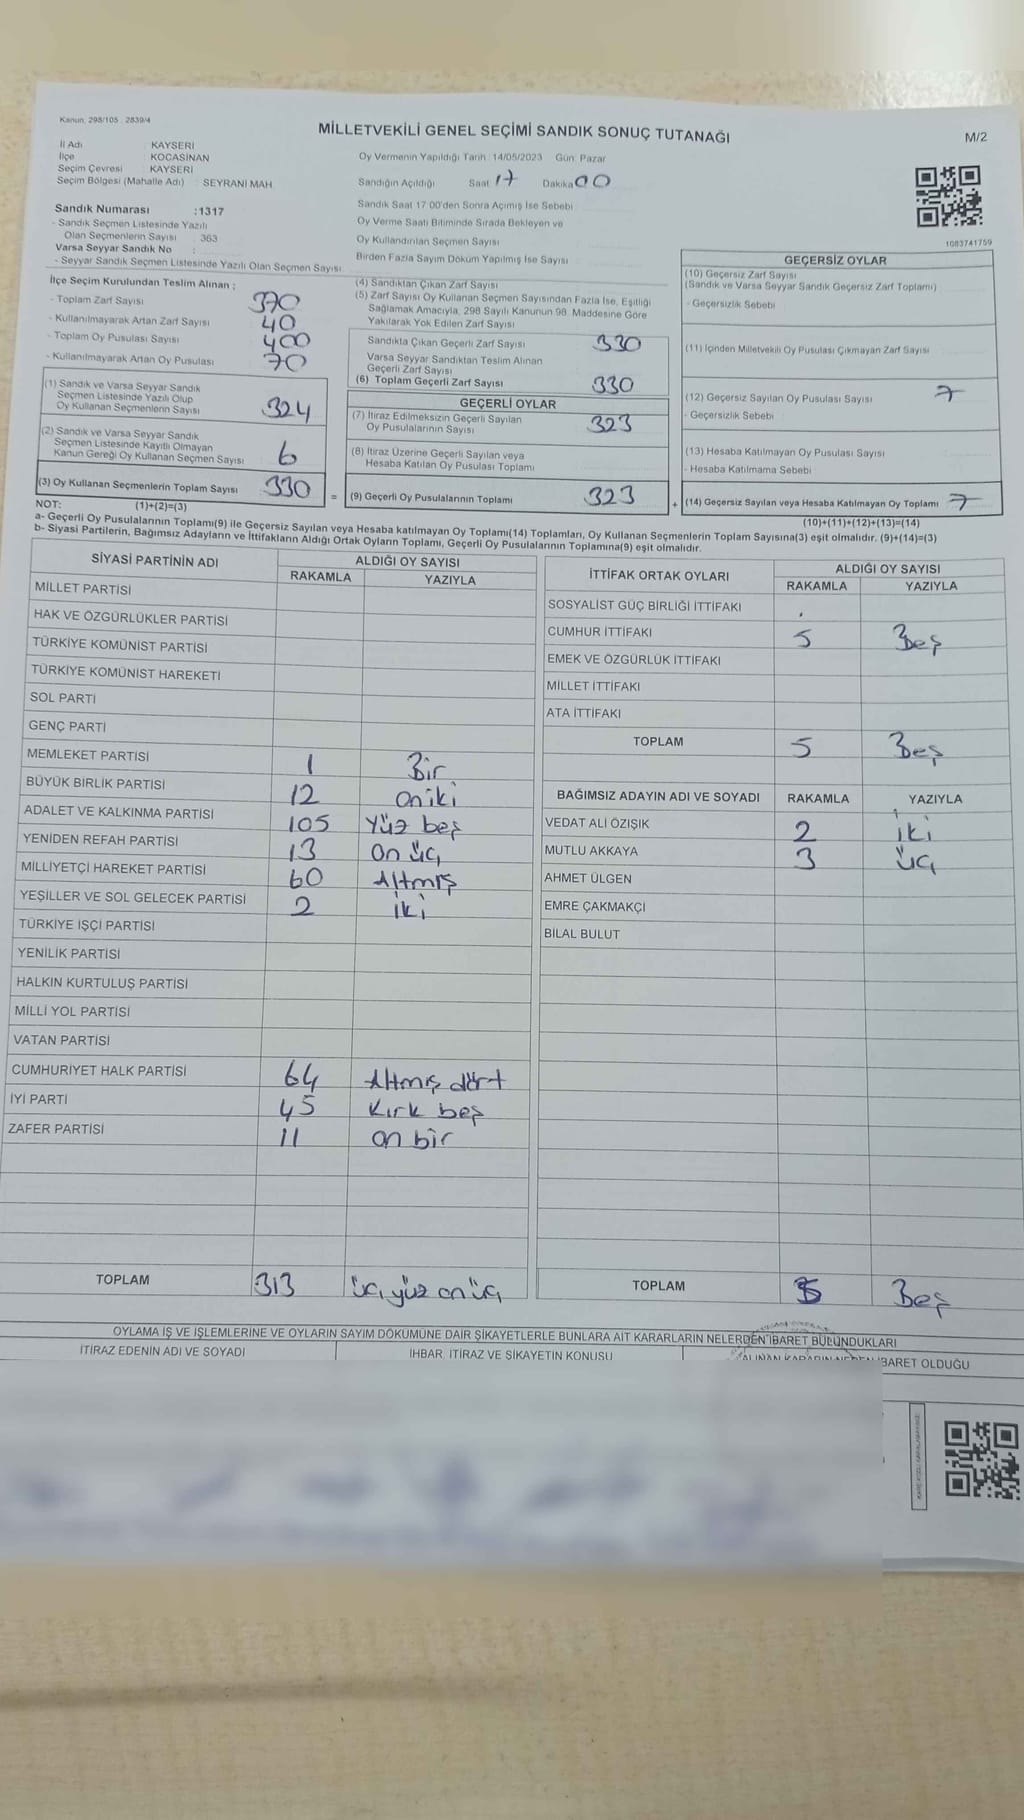 Kanun: 298/105 - 2839/4
MİLLETVEKİLİ GENEL SEÇİMİ SANDIK SONUÇ TUTANAĞI
M/2
İl Adı KAYSERİ
İlçe KOCASİNAN
Seçim Çevresi KAYSERİ
Seçim Bölgesi (Mahalle Adı) SEYRANİ MAH.
Oy Vermenin Yapıldığı Tarih: 14/05/2023 Gün: Pazar
Sandığın Açıldığı Saat 17 Dakika 00
Sandık Saat 17:00'den Sonra Açımış İse Sebebi
Oy Verme Saati Bitiminde Sırada Bekleyen ve
Oy Kullandırılan Seçmen Sayısı
Birden Fazla Sayım Döküm Yapılmış İse Sayısı
1083741759
Sandık Numarası :1317
- Sandık Seçmen Listesinde Yazılı
Olan Seçmenlerin Sayısı : 363
Varsa Seyyar Sandık No :
- Seyyar Sandık Seçmen Listesinde Yazılı Olan Seçmen Sayısı
İlçe Seçim Kurulundan Teslim Alınan ;
- Toplam Zarf Sayısı 370
- Kullanılmayarak Artan Zarf Sayısı 40
- Toplam Oy Pusulası Sayısı 400
- Kullanılmayarak Artan Oy Pusulası 70
(1) Sandık ve Varsa Seyyar Sandık
Seçmen Listesinde Yazılı Olup
Oy Kullanan Seçmenlerin Sayısı 324
(2) Sandık ve Varsa Seyyar Sandık
Seçmen Listesinde Kayıtlı Olmayan
Kanun Gereği Oy Kullanan Seçmen Sayısı 6
(3) Oy Kullanan Seçmenlerin Toplam Sayısı 330
(1)+(2)=(3)
(4) Sandıktan Çıkan Zarf Sayısı
(5) Zarf Sayısı Oy Kullanan Seçmen Sayısından Fazla İse, Eşitliği
Sağlamak Amacıyla, 298 Sayılı Kanunun 98. Maddesine Göre
Yakılarak Yok Edilen Zarf Sayısı
Sandıkta Çıkan Geçerli Zarf Sayısı 330
Varsa Seyyar Sandıktan Teslim Alınan
Geçerli Zarf Sayısı
(6) Toplam Geçerli Zarf Sayısı 330
GEÇERLİ OYLAR
(7) İtiraz Edilmeksizin Geçerli Sayılan
Oy Pusulalarının Sayısı 323
(8) İtiraz Üzerine Geçerli Sayılan veya
Hesaba Katılan Oy Pusulası Toplamı
= (9) Geçerli Oy Pusulalarının Toplamı 323
GEÇERSİZ OYLAR
(10) Geçersiz Zarf Sayısı
(Sandık ve Varsa Seyyar Sandık Geçersiz Zarf Toplamı)
- Geçersizlik Sebebi
(11) İçinden Milletvekili Oy Pusulası Çıkmayan Zarf Sayısı
(12) Geçersiz Sayılan Oy Pusulası Sayısı 7
- Geçersizlik Sebebi
(13) Hesaba Katılmayan Oy Pusulası Sayısı
- Hesaba Katılmama Sebebi
+ (14) Geçersiz Sayılan veya Hesaba Katılmayan Oy Toplamı 7
(10)+(11)+(12)+(13)=(14)
NOT:
a- Geçerli Oy Pusulalarının Toplamı(9) ile Geçersiz Sayılan veya Hesaba katılmayan Oy Toplamı(14) Toplamları, Oy Kullanan Seçmenlerin Toplam Sayısına(3) eşit olmalıdır. (9)+(14)=(3)
b- Siyasi Partilerin, Bağımsız Adayların ve İttifakların Aldığı Ortak Oyların Toplamı, Geçerli Oy Pusulalarının Toplamına(9) eşit olmalıdır.
SİYASİ PARTİNİN ADI ALDIĞI OY SAYISI
RAKAMLA YAZIYLA
MİLLET PARTİSİ
HAK VE ÖZGÜRLÜKLER PARTİSİ
TÜRKİYE KOMÜNİST PARTİSİ
TÜRKİYE KOMÜNİST HAREKETİ
SOL PARTİ
GENÇ PARTİ
MEMLEKET PARTİSİ 1 Bir
BÜYÜK BİRLİK PARTİSİ 12 oniki
ADALET VE KALKINMA PARTİSİ 105 Yüz beş
YENİDEN REFAH PARTİSİ 13 on üç
MİLLİYETÇİ HAREKET PARTİSİ 60 Altmış
YEŞİLLER VE SOL GELECEK PARTİSİ 2 iki
TÜRKİYE İŞÇİ PARTİSİ
YENİLİK PARTİSİ
HALKIN KURTULUŞ PARTİSİ
MİLLİ YOL PARTİSİ
VATAN PARTİSİ
CUMHURİYET HALK PARTİSİ 64 Altmış dört
İYİ PARTİ 45 Kırk beş
ZAFER PARTİSİ 11 on bir
TOPLAM 313 üç yüz on üç
İTTİFAK ORTAK OYLARI ALDIĞI OY SAYISI
RAKAMLA YAZIYLA
SOSYALİST GÜÇ BİRLİĞİ İTTİFAKI
CUMHUR İTTİFAKI 5 Beş
EMEK VE ÖZGÜRLÜK İTTİFAKI
MİLLET İTTİFAKI
ATA İTTİFAKI
TOPLAM 5 Beş
BAĞIMSIZ ADAYIN ADI VE SOYADI RAKAMLA YAZIYLA
VEDAT ALİ ÖZIŞIK 2 iki
MUTLU AKKAYA 3 üç
AHMET ÜLGEN
EMRE ÇAKMAKÇİ
BİLAL BULUT
TOPLAM 5 Beş
OYLAMA İŞ VE İŞLEMLERİNE VE OYLARIN SAYIM DÖKÜMÜNE DAİR ŞİKAYETLERLE BUNLARA AİT KARARLARIN NELERDEN İBARET BULUNDUKLARI
İTİRAZ EDENİN ADI VE SOYADI İHBAR, İTİRAZ VE ŞİKAYETİN KONUSU ALINAN KARARIN NEDEN İBARET OLDUĞU